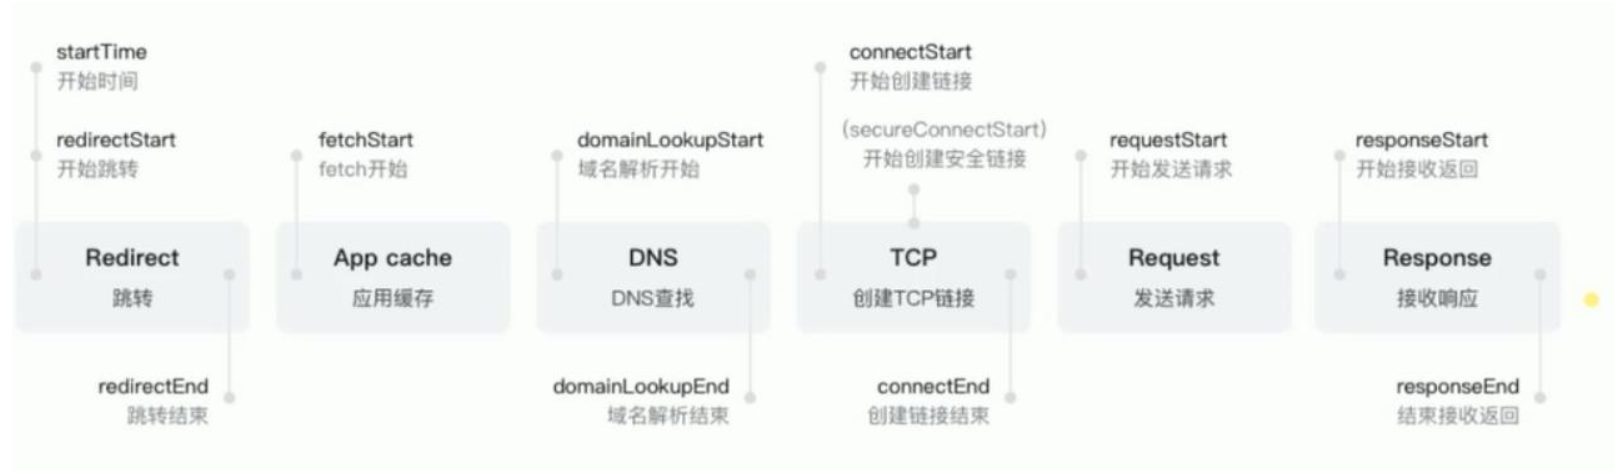 startTime
开始时间
redirectStart
开始跳转
fetchStart
fetch开始
domainLookupStart
域名解析开始
connectStart
开始创建链接
(secureConnectStart)
开始创建安全链接
requestStart
开始发送请求
responseStart
开始接收返回
Redirect
跳转
App cache
应用缓存
DNS
DNS查找
TCP
创建TCP链接
Request
发送请求
Response
接收响应
redirectEnd
跳转结束
domainLookupEnd
域名解析结束
connectEnd
创建链接结束
responseEnd
结束接收返回